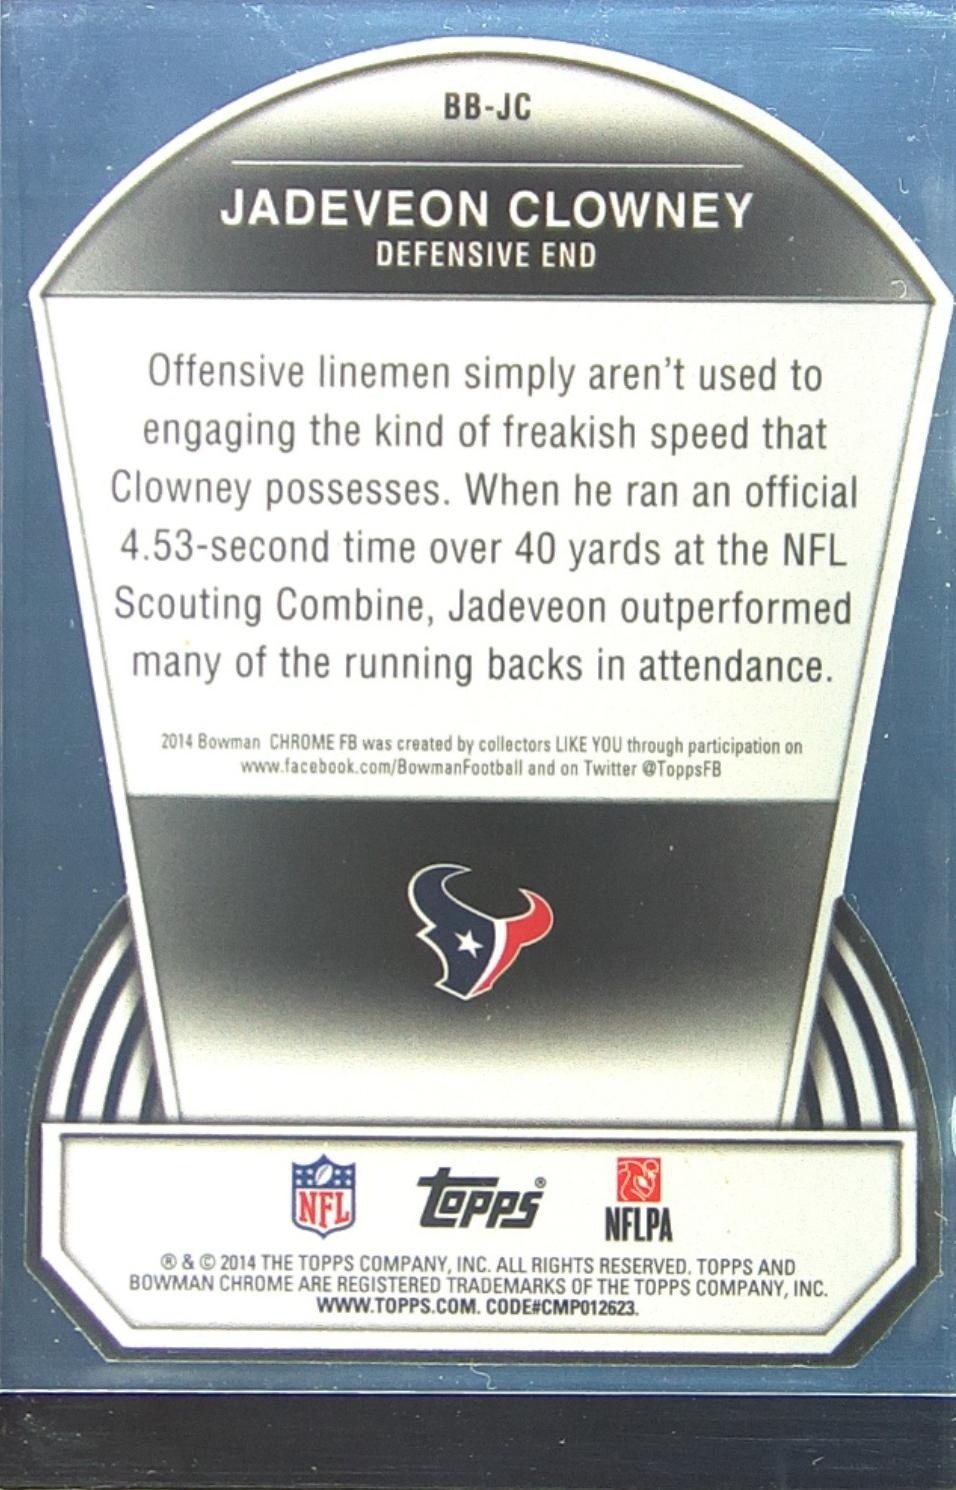 BB-JC
JADEVEON CLOWNEY
DEFENSIVE END
Offensive linemen simply aren't used to
engaging the kind of freakish speed that
Clowney possesses. When he ran an official
4.53-second time over 40 yards at the NFL
Scouting Combine, Jadeveon outperformed
many of the running backs in attendance.
2014 Bowman CHROME FB was created by collectors LIKE YOU through participation on
www.facebook.com/BowmanFootball and on Twitter @ToppsFB
NFL
Topps®
NFLPA
® & © 2014 THE TOPPS COMPANY, INC. ALL RIGHTS RESERVED. TOPPS AND
BOWMAN CHROME ARE REGISTERED TRADEMARKS OF THE TOPPS COMPANY, INC.
WWW.TOPPS.COM. CODE#CMP012623.